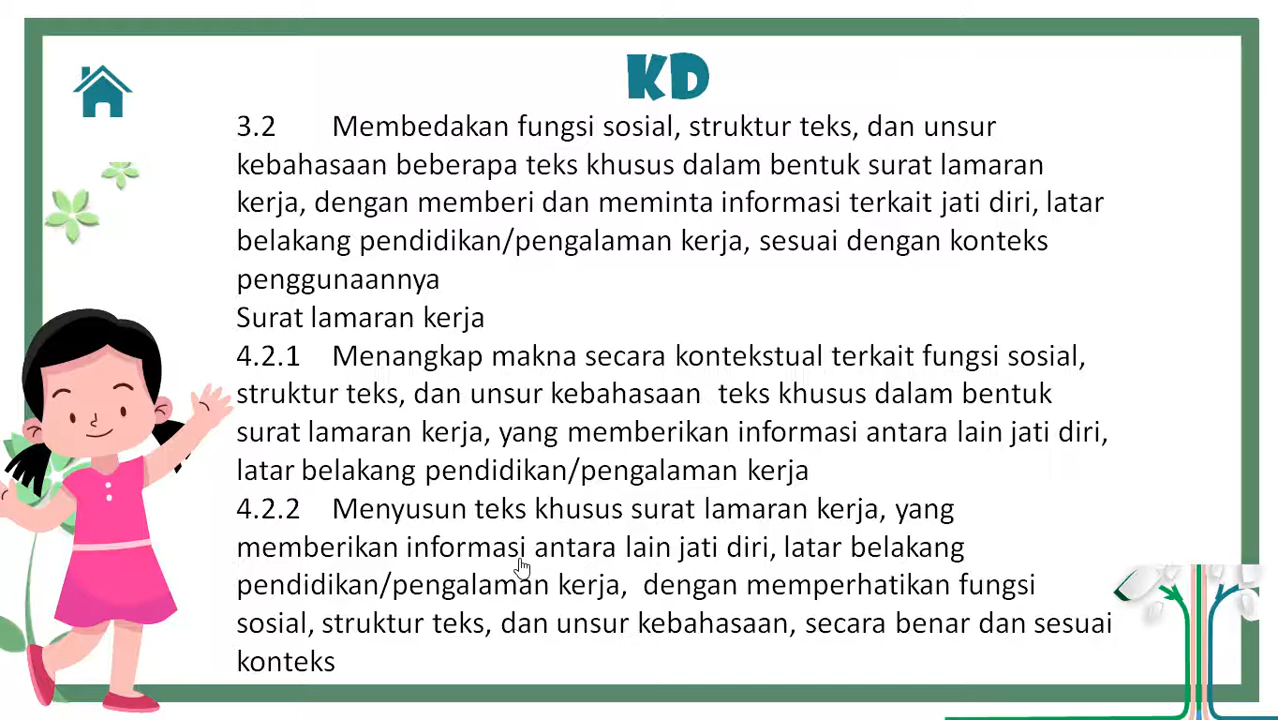 KD
3.2 Membedakan fungsi sosial, struktur teks, dan unsur
kebahasaan beberapa teks khusus dalam bentuk surat lamaran
kerja, dengan memberi dan meminta informasi terkait jati diri, latar
belakang pendidikan/pengalaman kerja, sesuai dengan konteks
penggunaannya
Surat lamaran kerja
4.2.1 Menangkap makna secara kontekstual terkait fungsi sosial,
struktur teks, dan unsur kebahasaan  teks khusus dalam bentuk
surat lamaran kerja, yang memberikan informasi antara lain jati diri,
latar belakang pendidikan/pengalaman kerja
4.2.2 Menyusun teks khusus surat lamaran kerja, yang
memberikan informasi antara lain jati diri, latar belakang
pendidikan/pengalaman kerja,  dengan memperhatikan fungsi
sosial, struktur teks, dan unsur kebahasaan, secara benar dan sesuai
konteks